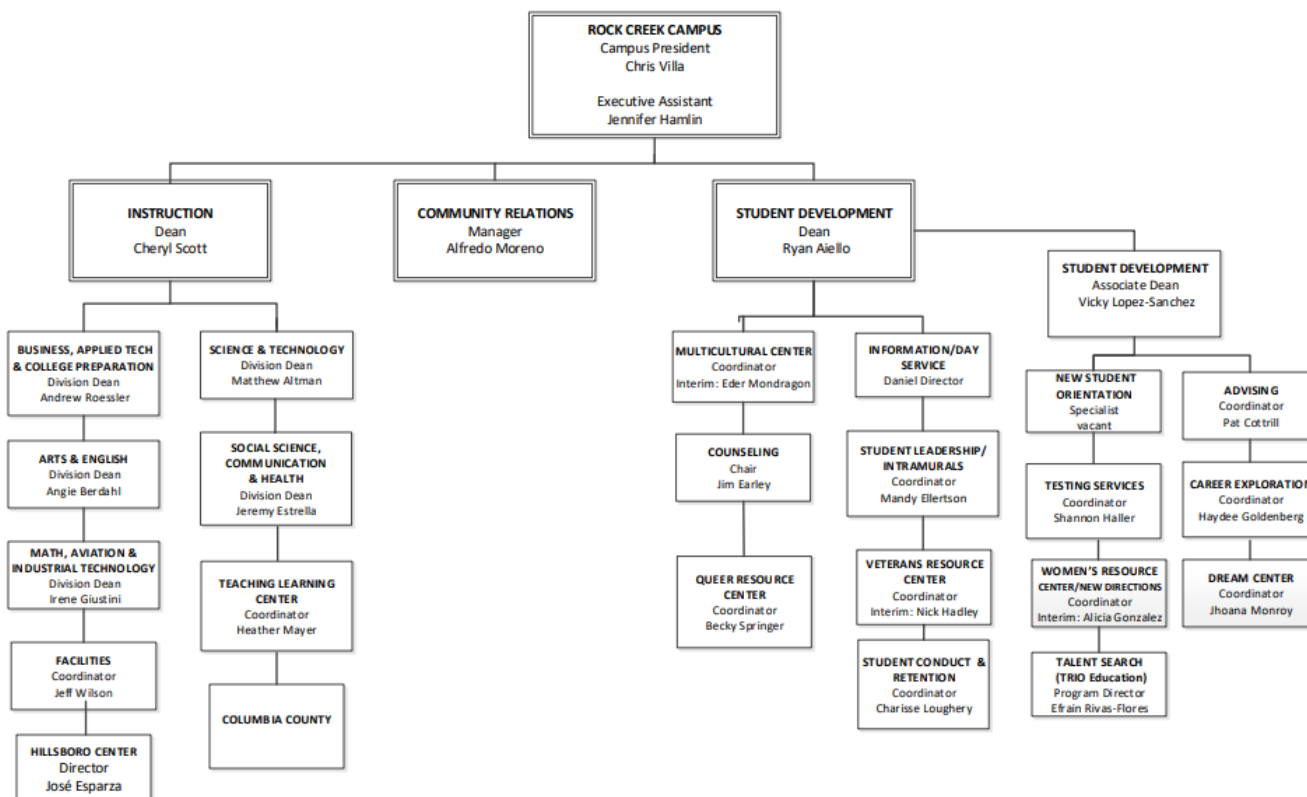 ROCK CREEK CAMPUS
Campus President
Chris Villa
Executive Assistant
Jennifer Hamlin
INSTRUCTION
Dean
Cheryl Scott
COMMUNITY RELATIONS
Manager
Alfredo Moreno
STUDENT DEVELOPMENT
Dean
Ryan Aiello
STUDENT DEVELOPMENT
Associate Dean
Vicky Lopez-Sanchez
BUSINESS, APPLIED TECH
& COLLEGE PREPARATION
Division Dean
Andrew Roessler
ARTS & ENGLISH
Division Dean
Angie Berdahl
MATH, AVIATION &
INDUSTRIAL TECHNOLOGY
Division Dean
Irene Giustini
FACILITIES
Coordinator
Jeff Wilson
HILLSBORO CENTER
Director
José Esparza
SCIENCE & TECHNOLOGY
Division Dean
Matthew Altman
SOCIAL SCIENCE,
COMMUNICATION
& HEALTH
Division Dean
Jeremy Estrella
TEACHING LEARNING
CENTER
Coordinator
Heather Mayer
COLUMBIA COUNTY
MULTICULTURAL CENTER
Coordinator
Interim: Eder Mondragon
COUNSELING
Chair
Jim Earley
QUEER RESOURCE
CENTER
Coordinator
Becky Springer
INFORMATION/DAY
SERVICE
Daniel Director
STUDENT LEADERSHIP/
INTRAMURALS
Coordinator
Mandy Ellertson
VETERANS RESOURCE
CENTER
Coordinator
Interim: Nick Hadley
STUDENT CONDUCT &
RETENTION
Coordinator
Charisse Loughery
NEW STUDENT
ORIENTATION
Specialist
vacant
TESTING SERVICES
Coordinator
Shannon Haller
WOMEN'S RESOURCE
CENTER/NEW DIRECTIONS
Coordinator
Interim: Alicia Gonzalez
TALENT SEARCH
(TRIO Education)
Program Director
Efrain Rivas-Flores
ADVISING
Coordinator
Pat Cottrill
CAREER EXPLORATION
Coordinator
Haydee Goldenberg
DREAM CENTER
Coordinator
Jhoana Monroy